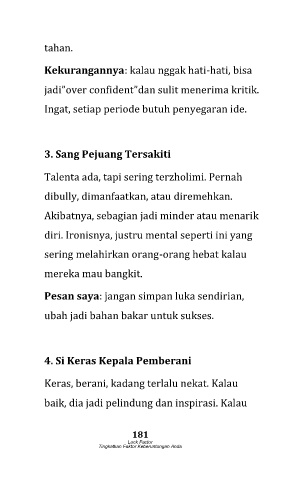 tahan.
Kekurangannya: kalau nggak hati-hati, bisa
jadi"over confident"dan sulit menerima kritik.
Ingat, setiap periode butuh penyegaran ide.
3. Sang Pejuang Tersakiti
Talenta ada, tapi sering terzholimi. Pernah
dibully, dimanfaatkan, atau diremehkan.
Akibatnya, sebagian jadi minder atau menarik
diri. Ironisnya, justru mental seperti ini yang
sering melahirkan orang-orang hebat kalau
mereka mau bangkit.
Pesan saya: jangan simpan luka sendirian,
ubah jadi bahan bakar untuk sukses.
4. Si Keras Kepala Pemberani
Keras, berani, kadang terlalu nekat. Kalau
baik, dia jadi pelindung dan inspirasi. Kalau
181
Luck Factor
Tingkatkan Faktor Keberuntungan Anda